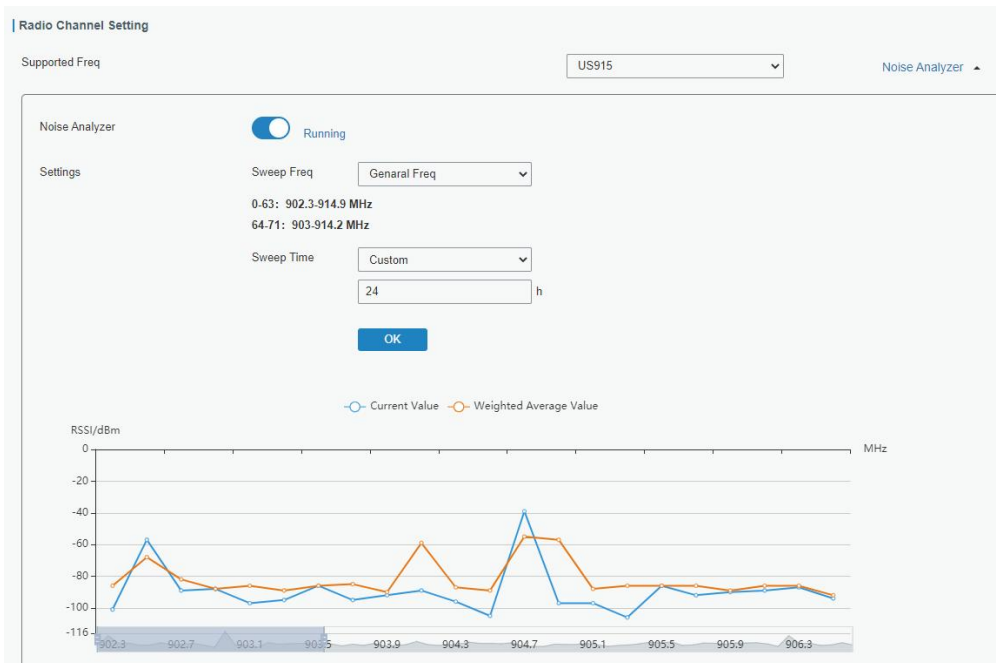 Radio Channel Setting
Supported Freq US915 Noise Analyzer
Noise Analyzer Running
Settings Sweep Freq Genaral Freq
0-63: 902.3-914.9 MHz
64-71: 903-914.2 MHz
Sweep Time Custom
24 h
OK
Current Value Weighted Average Value
RSSI/dBm
0 MHz
-20
-40
-60
-80
-100
-116
902.3 902.7 903.1 903.5 903.9 904.3 904.7 905.1 905.5 905.9 906.3